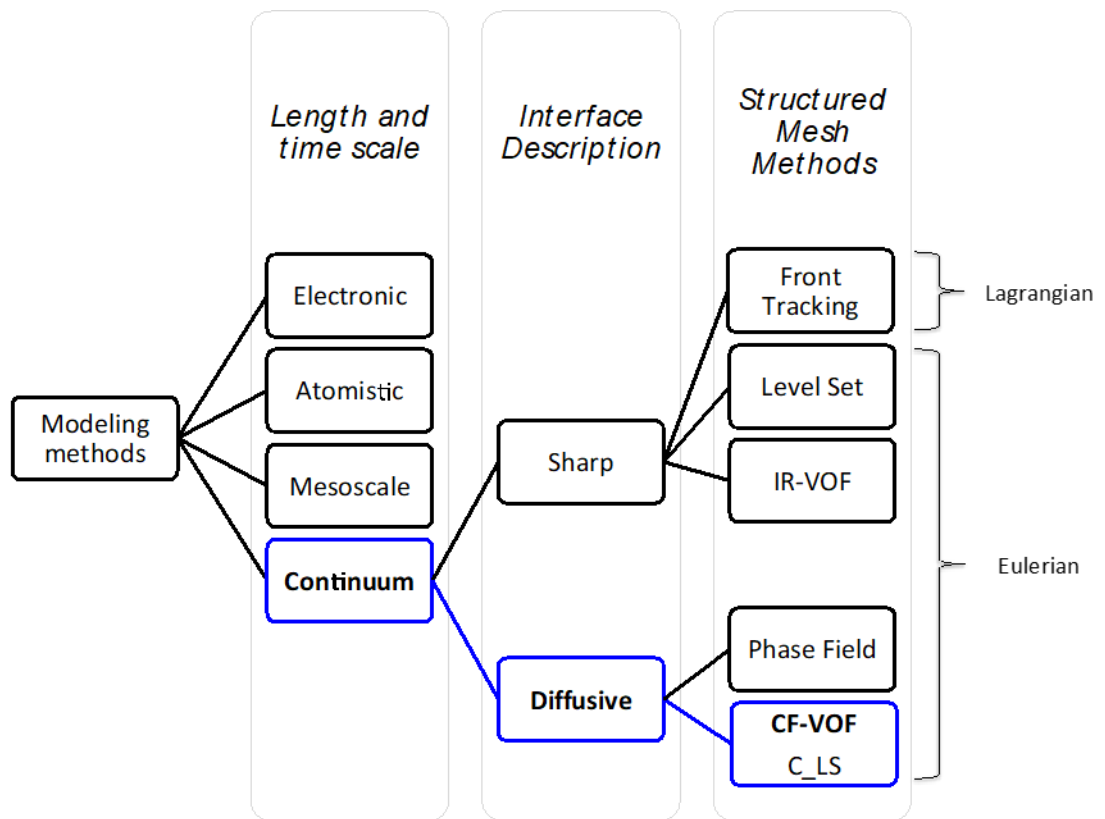 Length and
time scale
Interface
Description
Structured
Mesh
Methods
Modeling
methods
Electronic
Atomistic
Mesoscale
Continuum
Sharp
Diffusive
Front
Tracking
Level Set
IR-VOF
Phase Field
CF-VOF
C_LS
Lagrangian
Eulerian